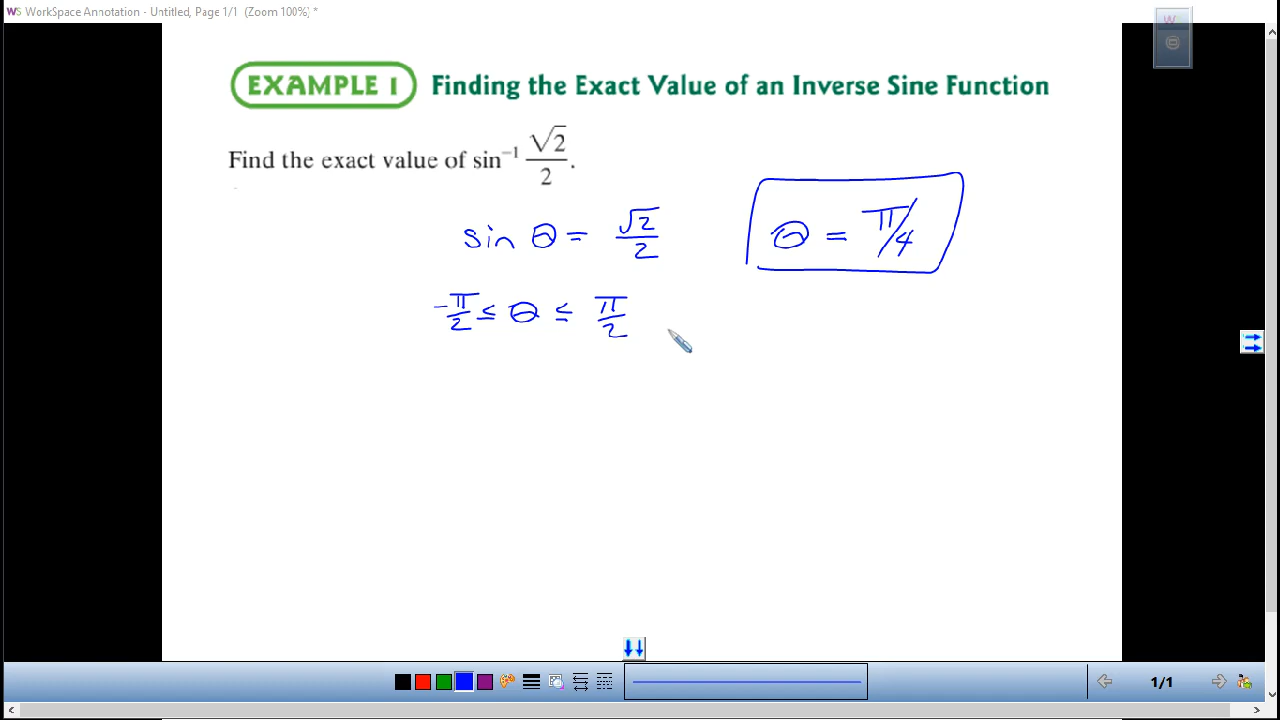 WS WorkSpace Annotation - Untitled, Page 1/1 (Zoom 100%) *
EXAMPLE 1 Finding the Exact Value of an Inverse Sine Function
Find the exact value of sin⁻¹ √2/2.
sin θ = √2/2
θ = π/4
-π/2 ≤ θ ≤ π/2
1/1